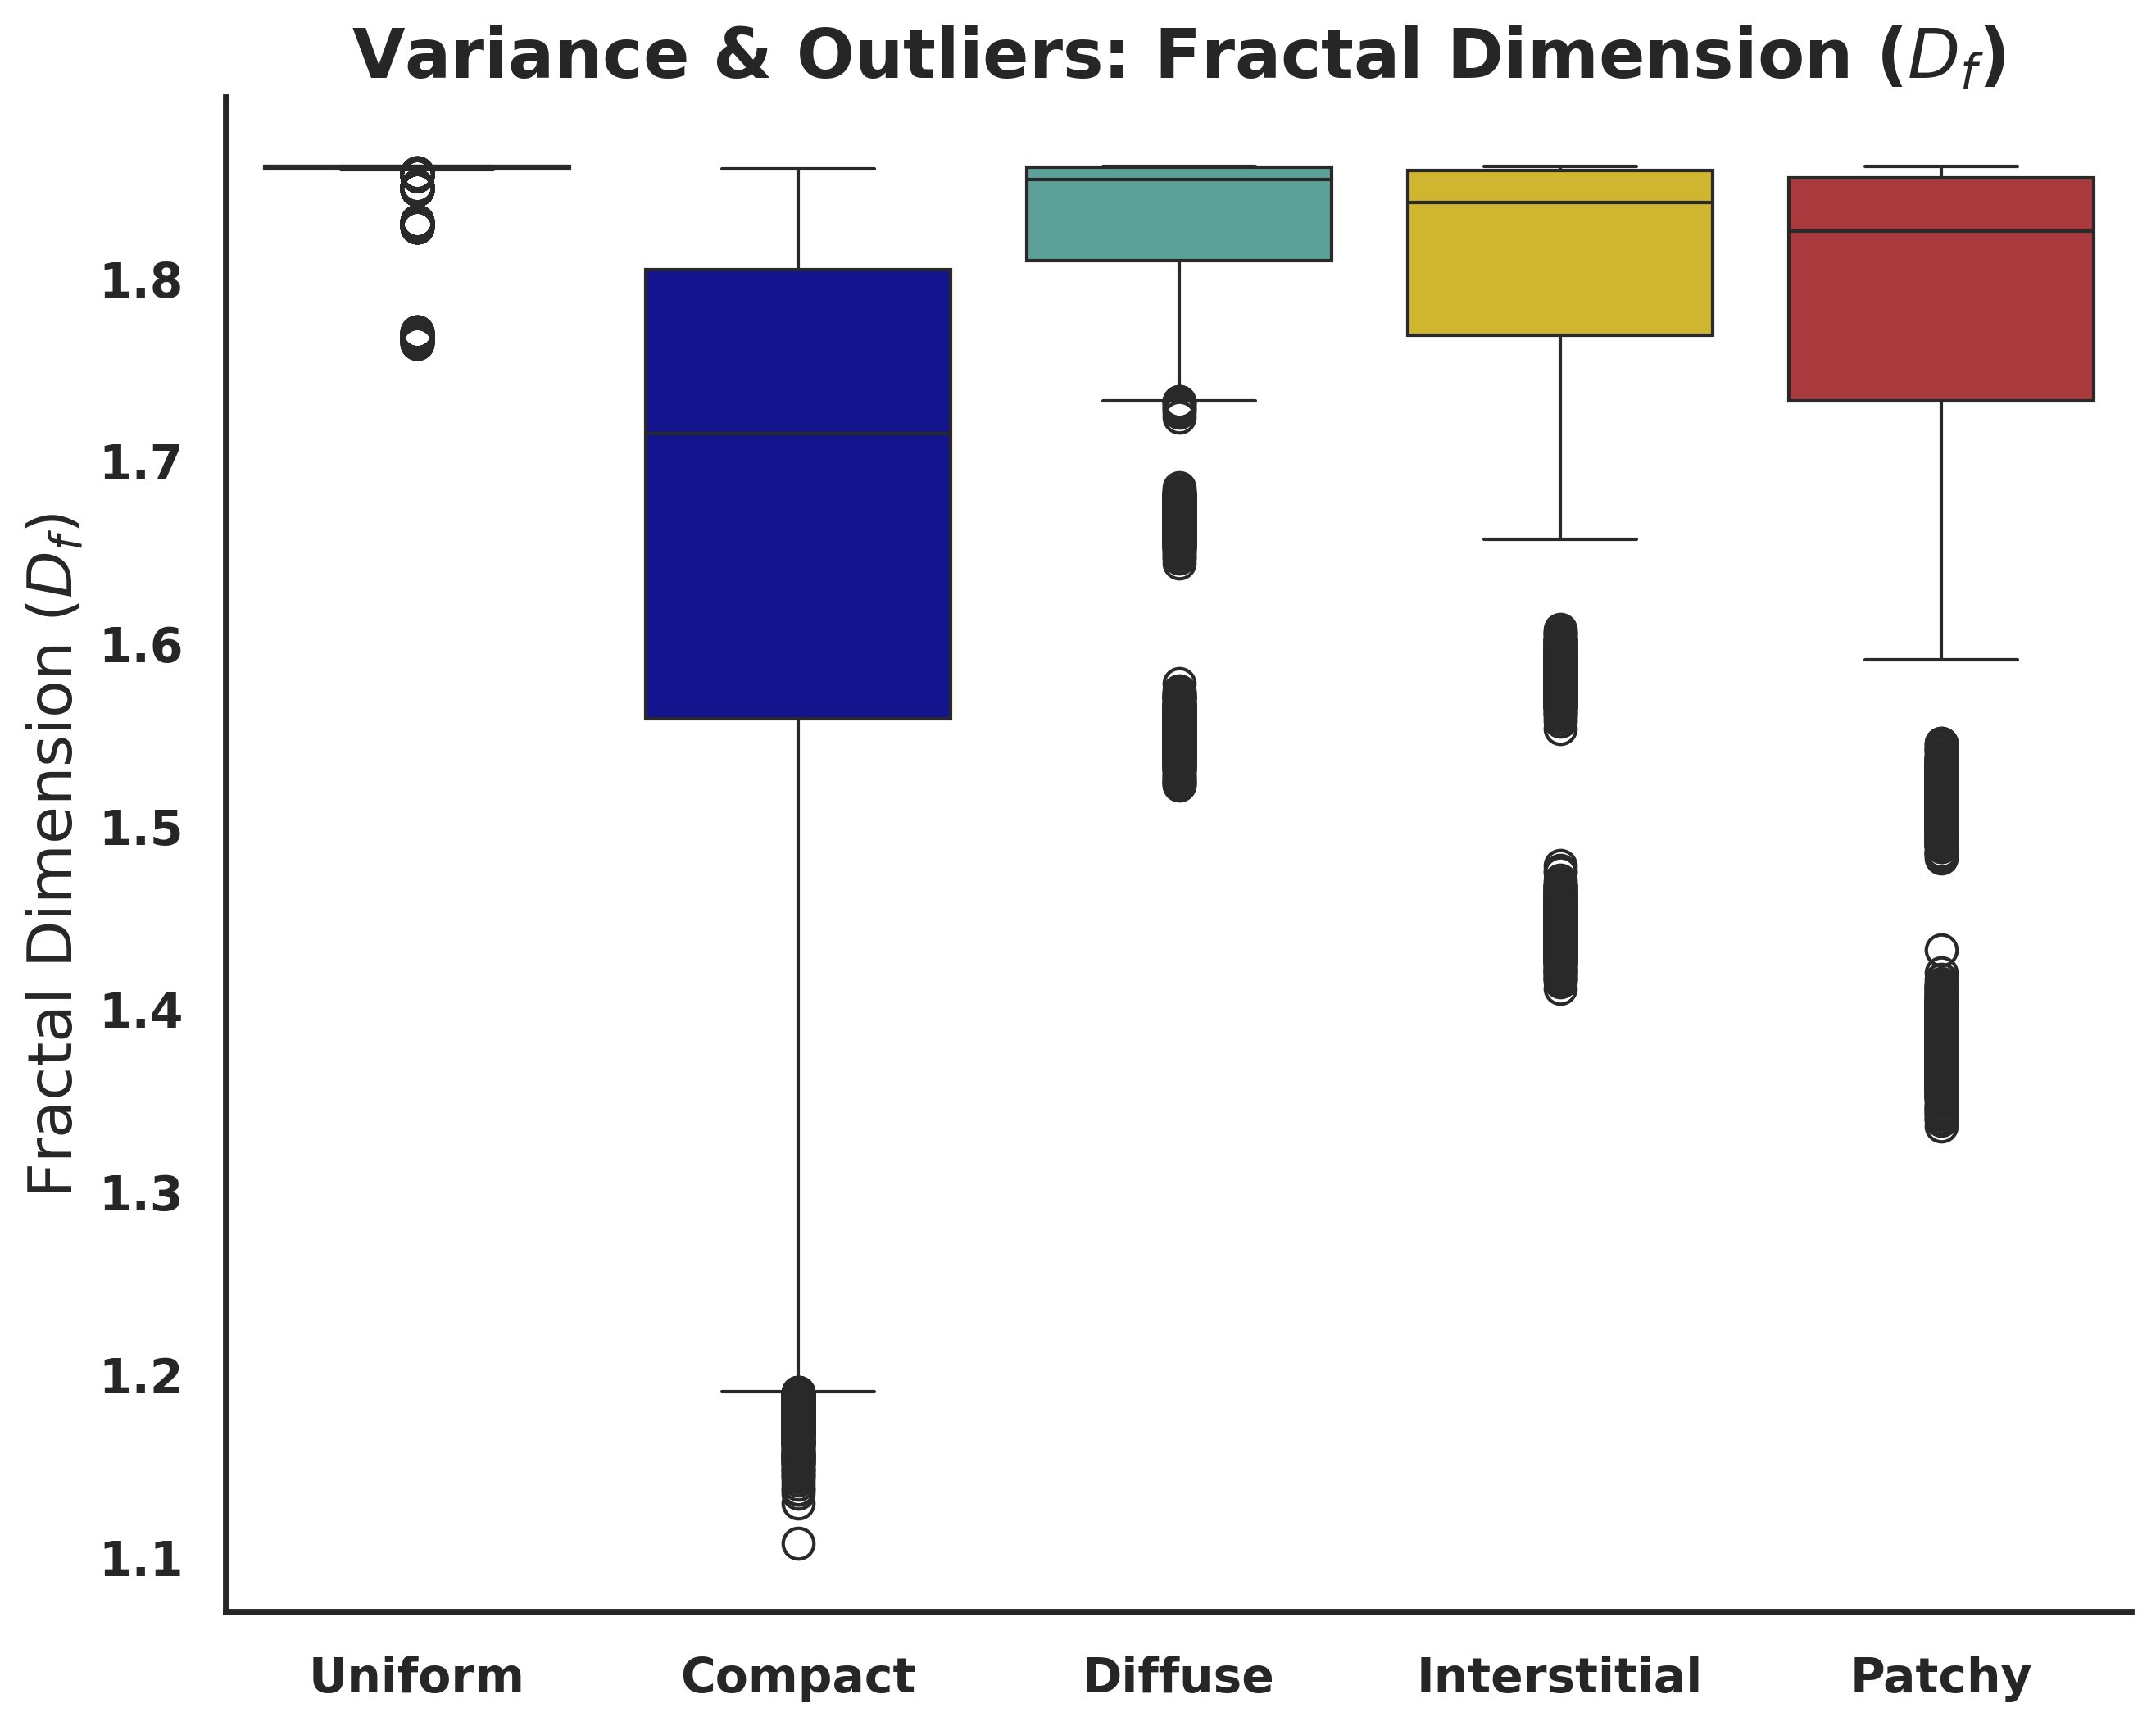 Variance & Outliers: Fractal Dimension (D_f)
Fractal Dimension (D_f)
1.8
1.7
1.6
1.5
1.4
1.3
1.2
1.1
Uniform Compact Diffuse Interstitial Patchy